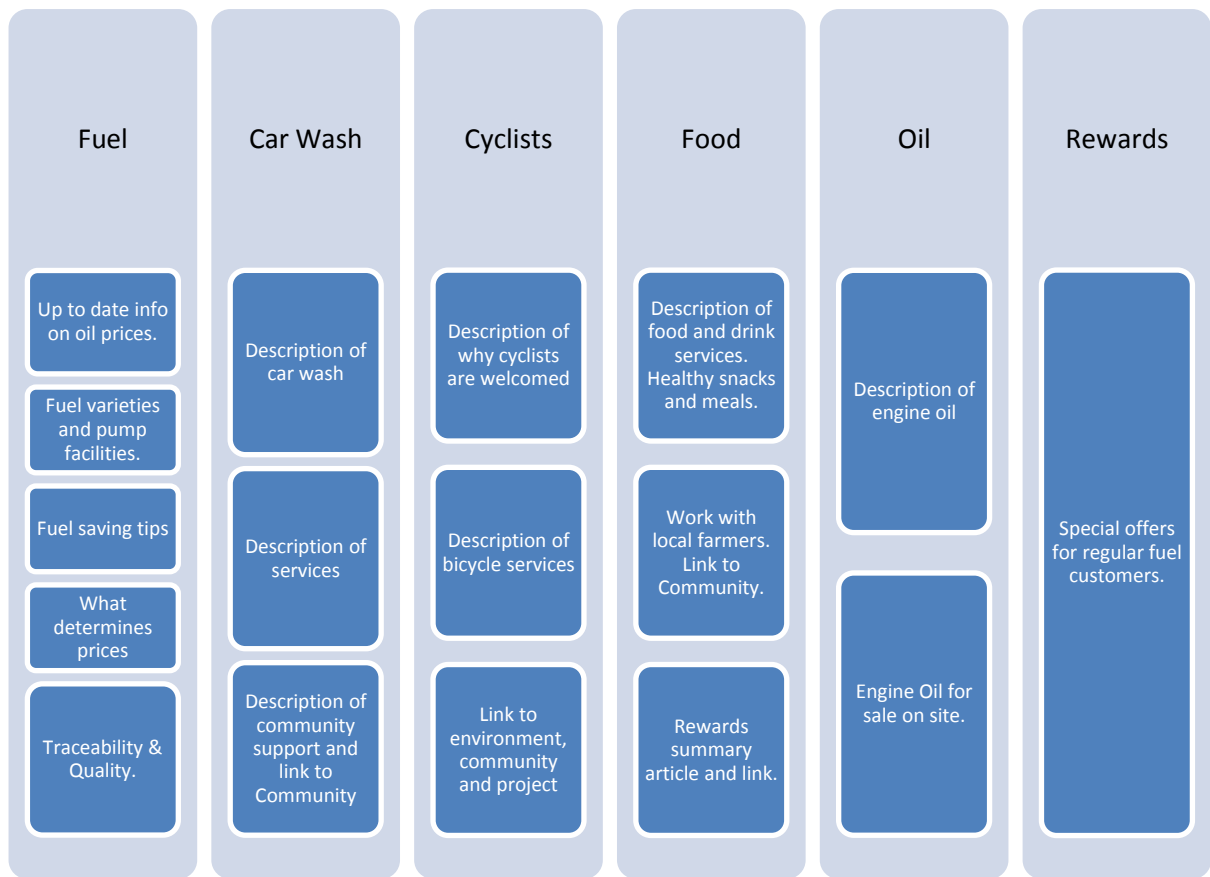 Fuel
Up to date info
on oil prices.
Fuel varieties
and pump
facilities.
Fuel saving tips
What
determines
prices
Traceability &
Quality.
Car Wash
Description of
car wash
Description of
services
Description of
community
support and
link to
Community
Cyclists
Description of
why cyclists
are welcomed
Description of
bicycle services
Link to
environment,
community
and project
Food
Description of
food and drink
services.
Healthy snacks
and meals.
Work with
local farmers.
Link to
Community.
Rewards
summary
article and link.
Oil
Description of
engine oil
Engine Oil for
sale on site.
Rewards
Special offers
for regular fuel
customers.